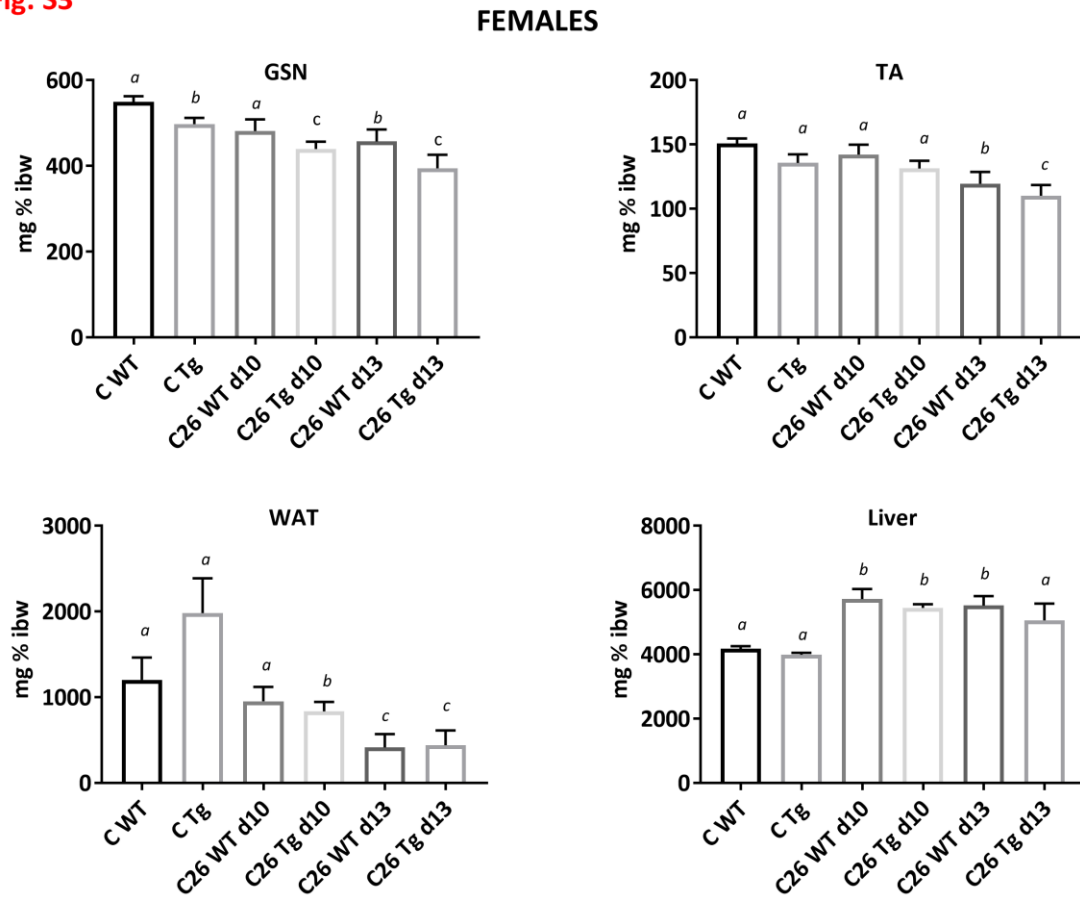 FEMALES
GSN
600
400
200
0
mg % ibw
a
b
a
c
b
c
C WT
C Tg
C26 WT d10
C26 Tg d10
C26 WT d13
C26 Tg d13
TA
200
150
100
50
0
mg % ibw
a
a
a
a
b
c
C WT
C Tg
C26 WT d10
C26 Tg d10
C26 WT d13
C26 Tg d13
WAT
3000
2000
1000
0
mg % ibw
a
a
a
b
c
c
C WT
C Tg
C26 WT d10
C26 Tg d10
C26 WT d13
C26 Tg d13
Liver
8000
6000
4000
2000
0
mg % ibw
a
a
b
b
b
a
C WT
C Tg
C26 WT d10
C26 Tg d10
C26 WT d13
C26 Tg d13